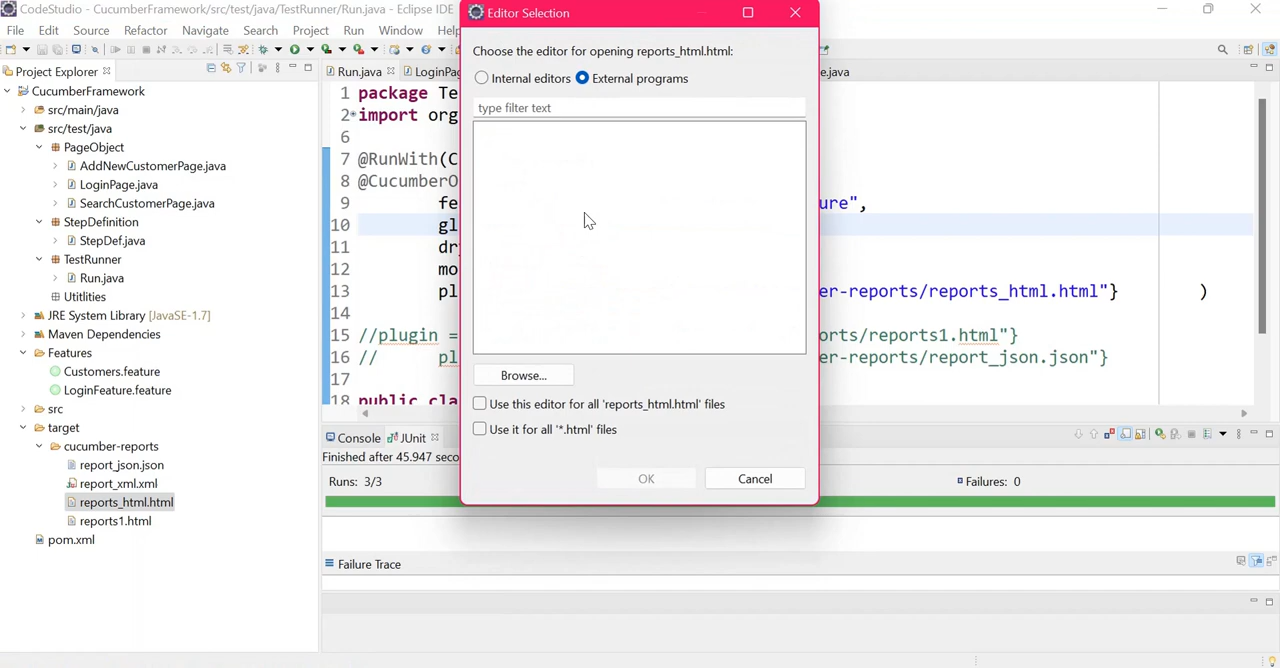 CodeStudio - CucumberFramework/src/test/java/TestRunner/Run.java - Eclipse IDE
Editor Selection
File Edit Source Refactor Navigate Search Project Run Window Help
Choose the editor for opening reports_html.html:
Internal editors External programs
type filter text
Browse...
Use this editor for all 'reports_html.html' files
Use it for all '*.html' files
OK Cancel
Project Explorer
CucumberFramework
src/main/java
src/test/java
PageObject
AddNewCustomerPage.java
LoginPage.java
SearchCustomerPage.java
StepDefinition
StepDef.java
TestRunner
Run.java
Utitlities
JRE System Library [JavaSE-1.7]
Maven Dependencies
Features
Customers.feature
LoginFeature.feature
src
target
cucumber-reports
report_json.json
report_xml.xml
reports_html.html
reports1.html
pom.xml
Run.java LoginPag e.java
1 package Te
2 import org
6
7 @RunWith(C
8 @CucumberO
9 fe ure",
10 gl
11 dr
12 mo
13 pl er-reports/reports_html.html"} )
14
15 //plugin = orts/reports1.html"}
16 // pl er-reports/report_json.json"}
17
18 public cla
Console JUnit
Finished after 45.947 seco
Runs: 3/3 Failures: 0
Failure Trace